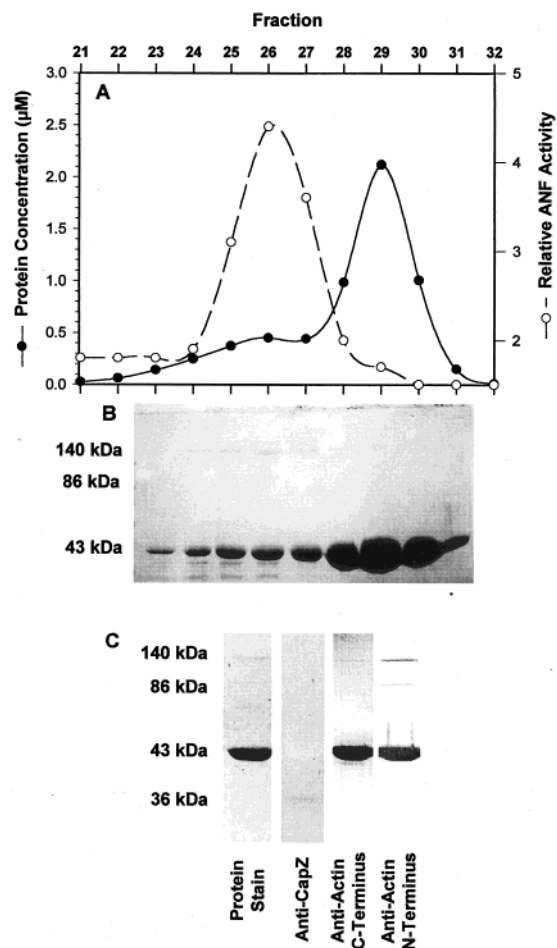 Fraction
21 22 23 24 25 26 27 28 29 30 31 32
A
3.0
2.5
2.0
1.5
1.0
0.5
0.0
Protein Concentration (µM)
5
4
3
2
Relative ANF Activity
B
140 kDa
86 kDa
43 kDa
C
140 kDa
86 kDa
43 kDa
36 kDa
Protein
Stain
Anti-CapZ
Anti-Actin
C-Terminus
Anti-Actin
N-Terminus